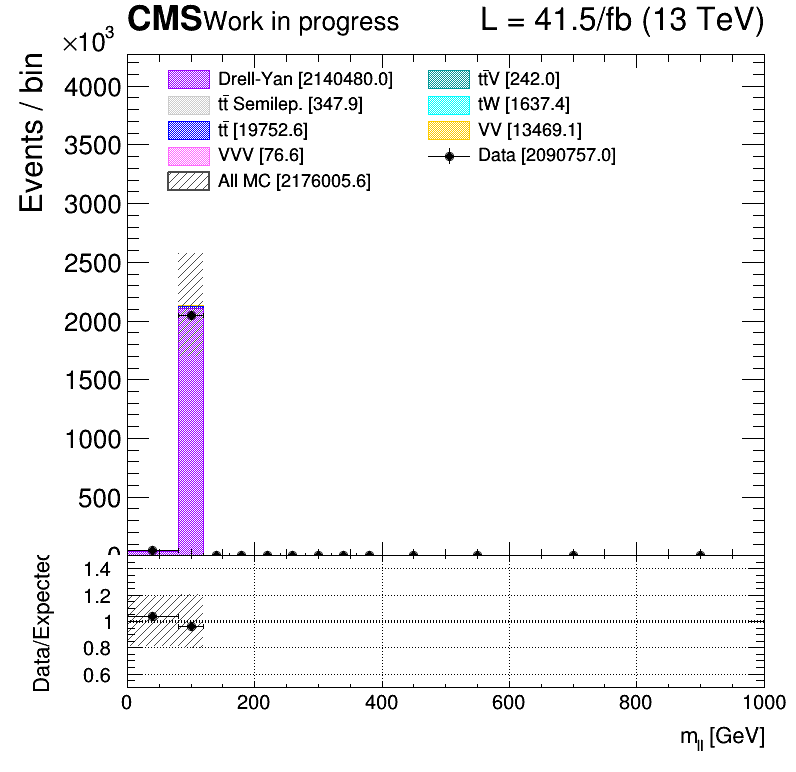 CMS Work in progress L = 41.5/fb (13 TeV)
×10³
Events / bin
Drell-Yan [2140480.0]
tt̄ Semilep. [347.9]
tt̄ [19752.6]
VVV [76.6]
All MC [2176005.6]
tt̄V [242.0]
tW [1637.4]
VV [13469.1]
Data [2090757.0]
4000
3500
3000
2500
2000
1500
1000
500
0
Data/Expected
1.4
1.2
1
0.8
0.6
0 200 400 600 800 1000
m_ll [GeV]